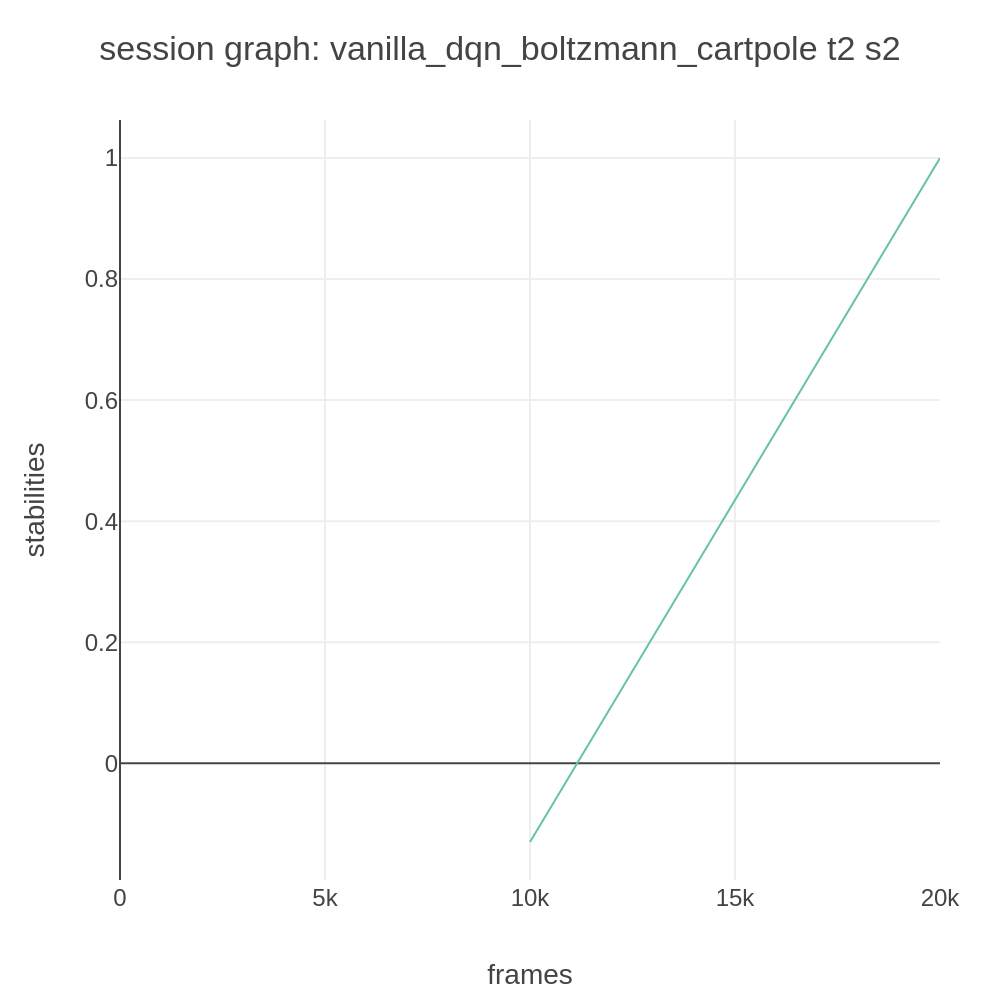 session graph: vanilla_dqn_boltzmann_cartpole t2 s2
1
0.8
0.6
0.4
0.2
0
stabilities
0 5k 10k 15k 20k
frames